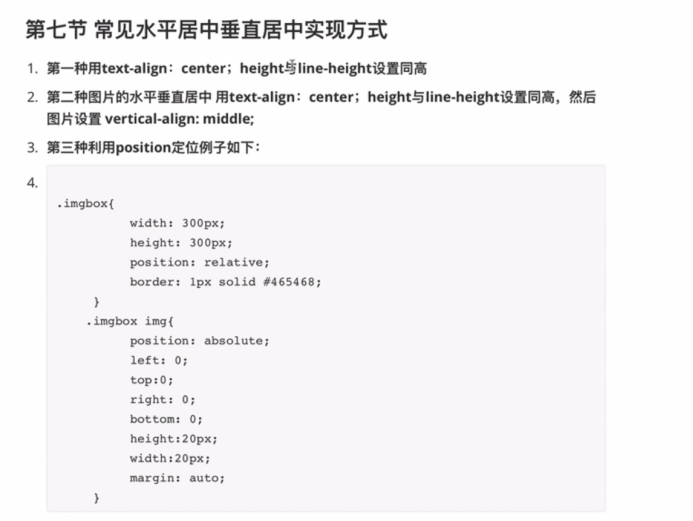 第七节 常见水平居中垂直居中实现方式
1. 第一种用text-align：center；height与line-height设置同高
2. 第二种图片的水平垂直居中 用text-align：center；height与line-height设置同高，然后
图片设置 vertical-align: middle;
3. 第三种利用position定位例子如下：
4.
.imgbox{
width: 300px;
height: 300px;
position: relative;
border: 1px solid #465468;
}
.imgbox img{
position: absolute;
left: 0;
top:0;
right: 0;
bottom: 0;
height:20px;
width:20px;
margin: auto;
}